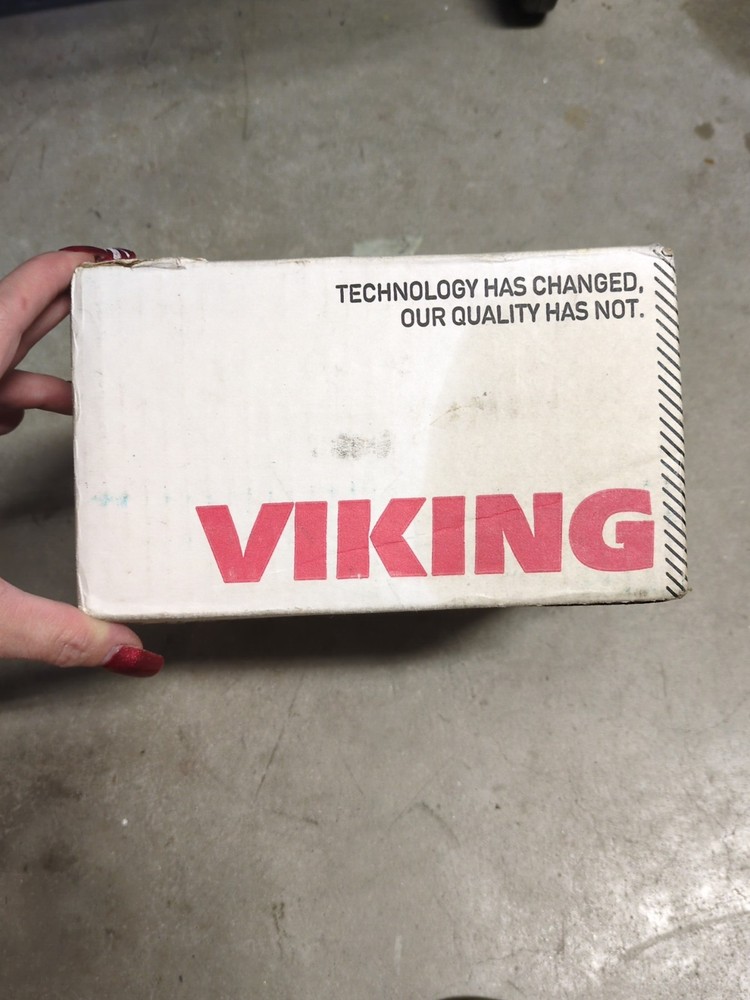 TECHNOLOGY HAS CHANGED,
OUR QUALITY HAS NOT.
VIKING